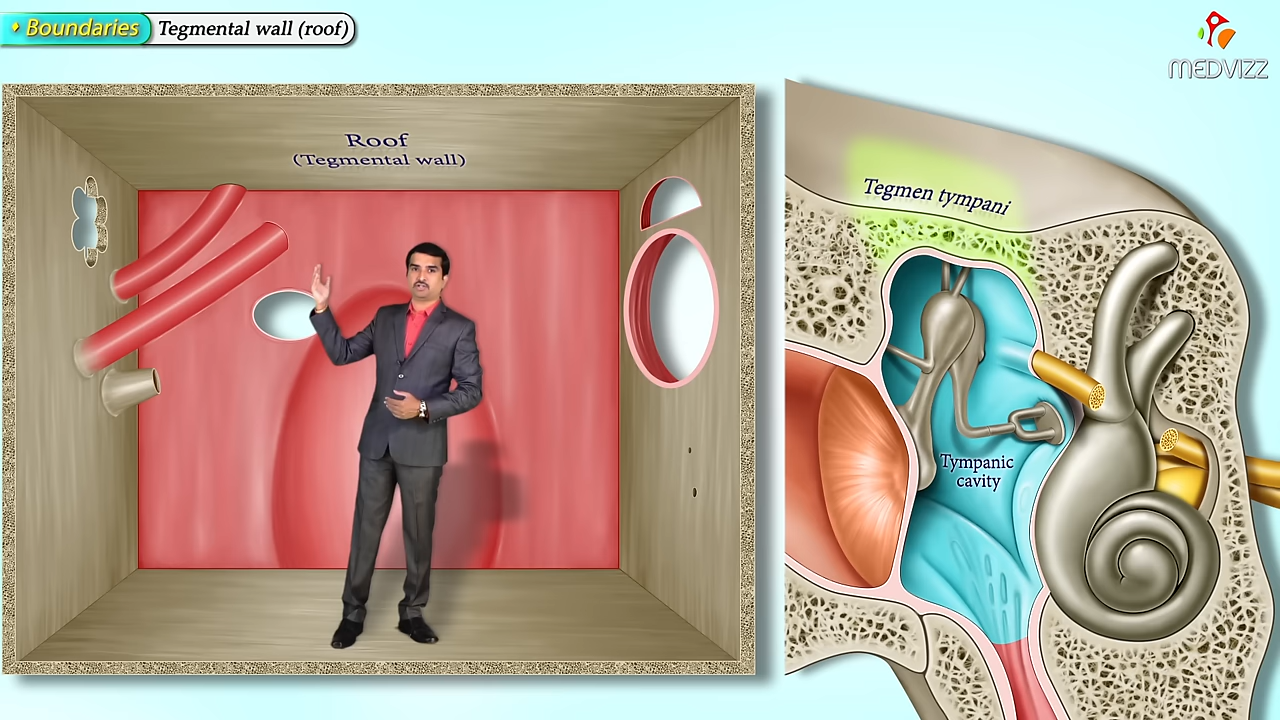 Boundaries
Tegmental wall (roof)
MEDVIZZ
Roof
(Tegmental wall)
Tegmen tympani
Tympanic
cavity